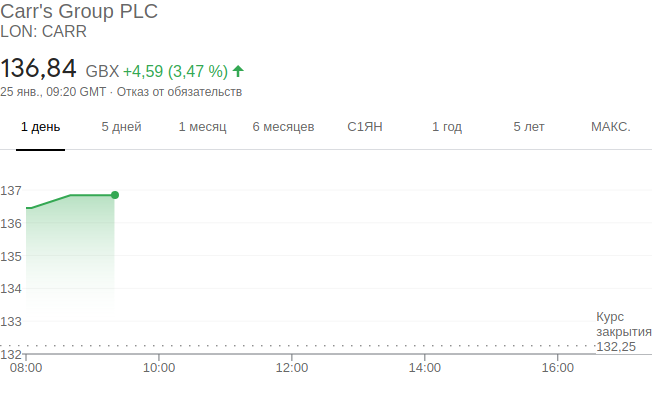 Carr's Group PLC
LON: CARR
136,84 GBX +4,59 (3,47 %)
25 янв., 09:20 GMT · Отказ от обязательств
1 день 5 дней 1 месяц 6 месяцев С1ЯН 1 год 5 лет МАКС.
137
136
135
134
133
Курс
закрытия
132,25
132
08:00 10:00 12:00 14:00 16:00